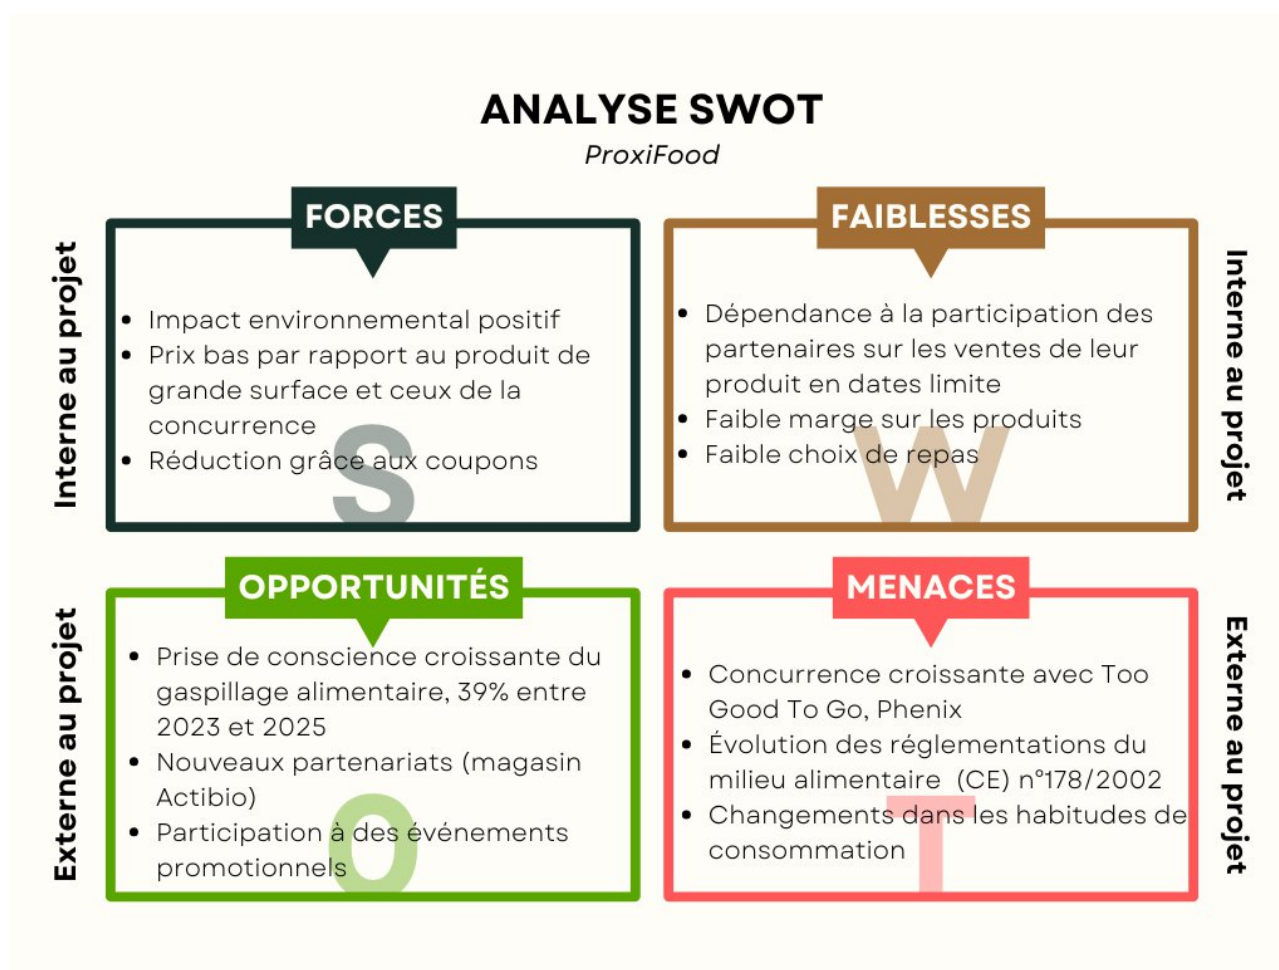 ANALYSE SWOT
ProxiFood
FORCES
Interne au projet
• Impact environnemental positif
• Prix bas par rapport au produit de
grande surface et ceux de la
concurrence
• Réduction grâce aux coupons
S
FAIBLESSES
• Dépendance à la participation des
partenaires sur les ventes de leur
produit en dates limite
• Faible marge sur les produits
• Faible choix de repas
W
Interne au projet
OPPORTUNITÉS
Externe au projet
• Prise de conscience croissante du
gaspillage alimentaire, 39% entre
2023 et 2025
• Nouveaux partenariats (magasin
Actibio)
• Participation à des événements
promotionnels
O
MENACES
• Concurrence croissante avec Too
Good To Go, Phenix
• Évolution des réglementations du
milieu alimentaire (CE) n°178/2002
• Changements dans les habitudes de
consommation
T
Externe au projet